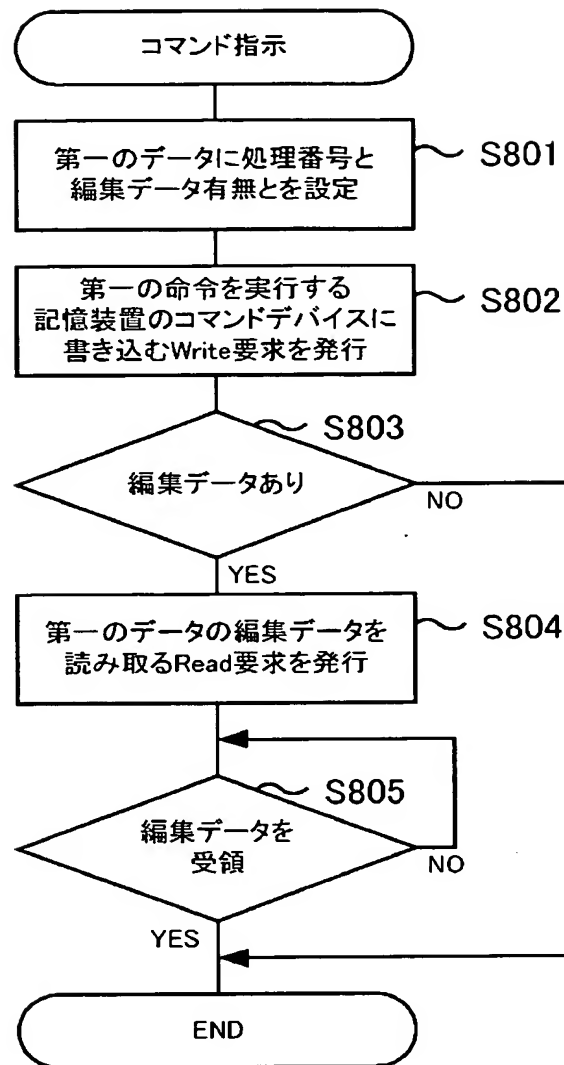 コマンド指示
第一のデータに処理番号と
編集データ有無とを設定
S801
第一の命令を実行する
記憶装置のコマンドデバイスに
書き込むWrite要求を発行
S802
S803
編集データあり
NO
YES
第一のデータの編集データを
読み取るRead要求を発行
S804
S805
編集データを
受領
NO
YES
END